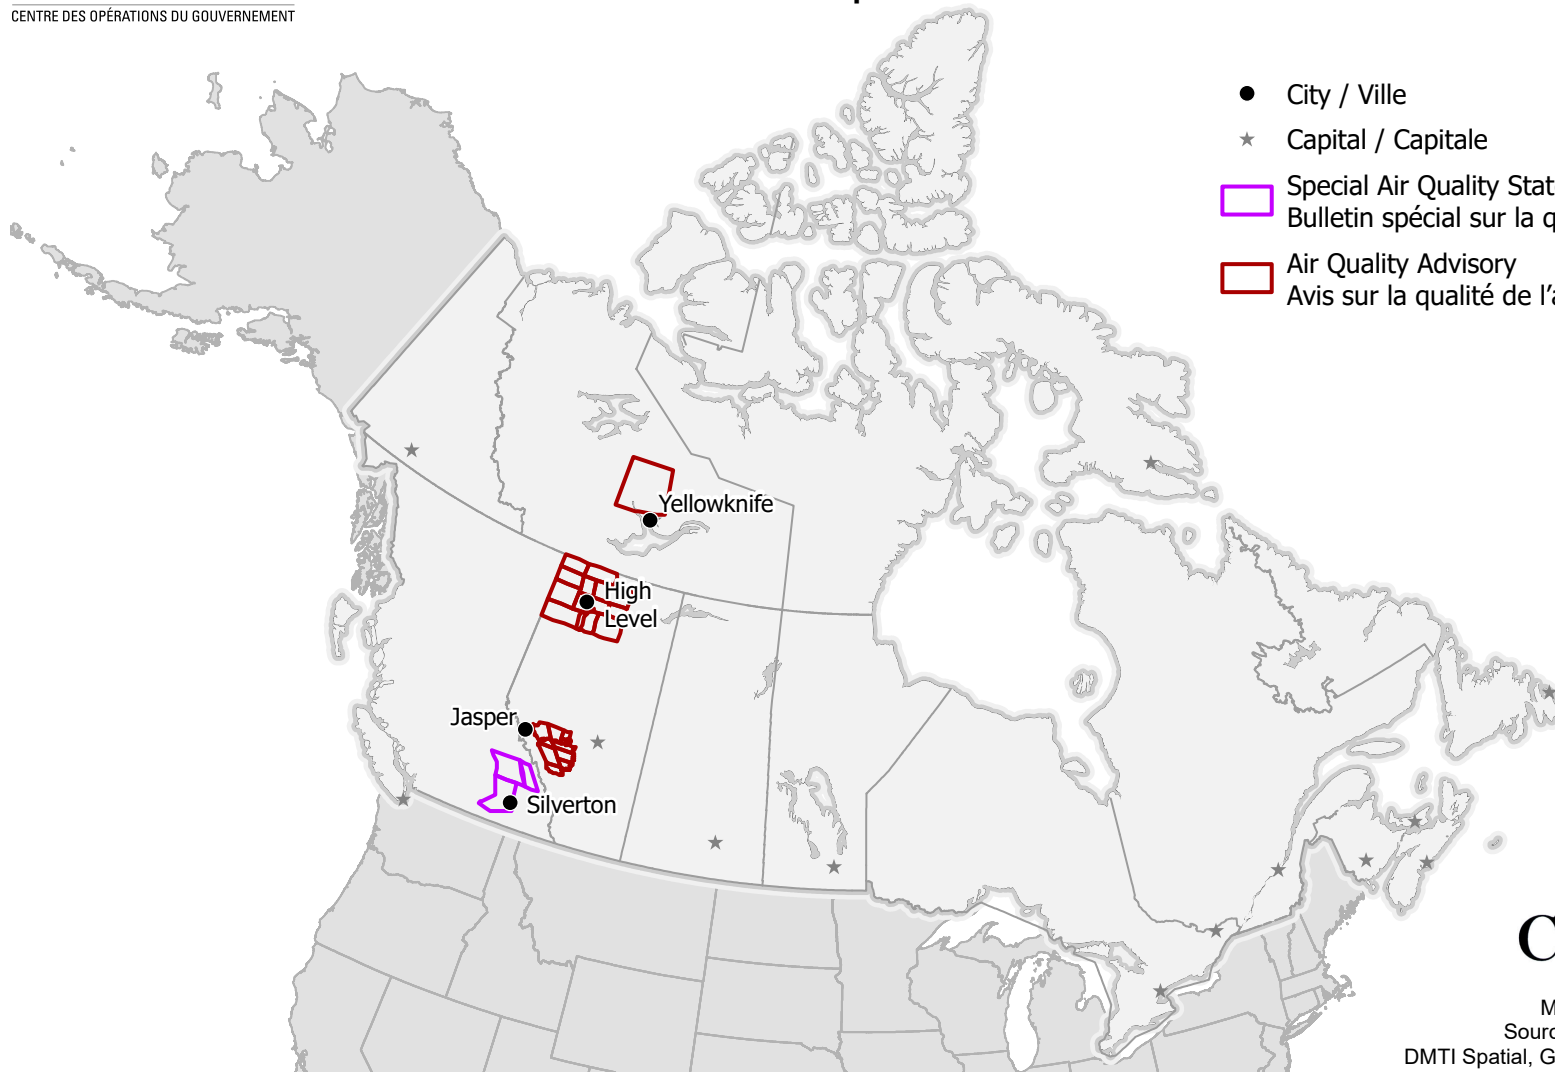 CENTRE DES OPÉRATIONS DU GOUVERNEMENT
City / Ville
Capital / Capitale
Special Air Quality Stat
Bulletin spécial sur la q
Air Quality Advisory
Avis sur la qualité de l'a
Yellowknife
High
Level
Jasper
Silverton
C
M
Sourc
DMTI Spatial, G